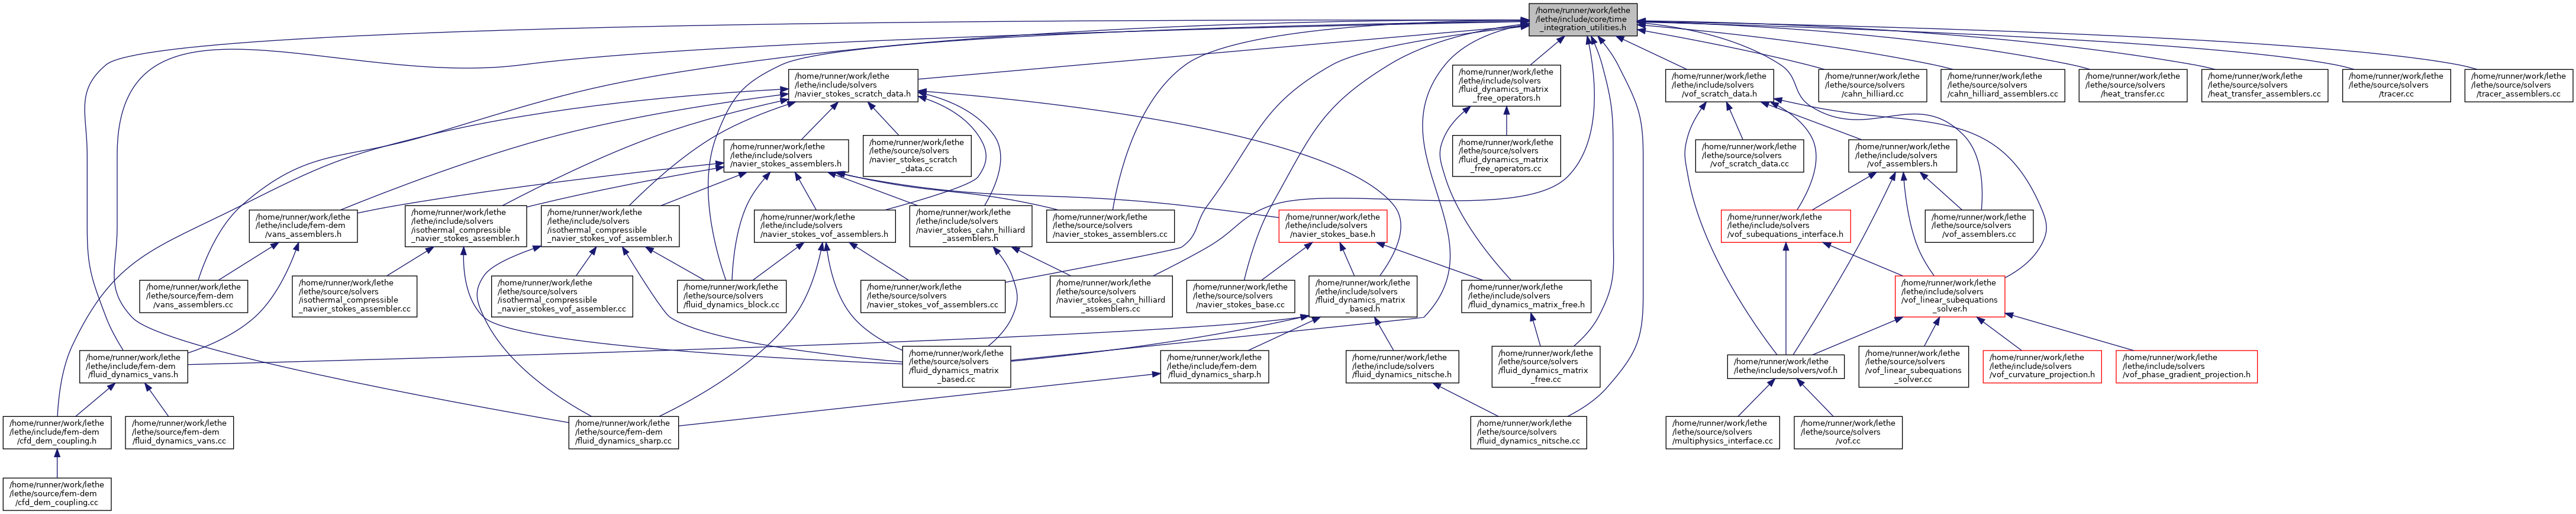 /home/runner/work/lethe
/lethe/include/core/time
_integration_utilities.h
/home/runner/work/lethe
/lethe/include/solvers
/navier_stokes_scratch_data.h
/home/runner/work/lethe
/lethe/include/solvers
/fluid_dynamics_matrix
_free_operators.h
/home/runner/work/lethe
/lethe/include/solvers
/vof_scratch_data.h
/home/runner/work/lethe
/lethe/source/solvers
/cahn_hilliard.cc
/home/runner/work/lethe
/lethe/source/solvers
/cahn_hilliard_assemblers.cc
/home/runner/work/lethe
/lethe/source/solvers
/heat_transfer.cc
/home/runner/work/lethe
/lethe/source/solvers
/heat_transfer_assemblers.cc
/home/runner/work/lethe
/lethe/source/solvers
/tracer.cc
/home/runner/work/lethe
/lethe/source/solvers
/tracer_assemblers.cc
/home/runner/work/lethe
/lethe/include/solvers
/navier_stokes_assemblers.h
/home/runner/work/lethe
/lethe/source/solvers
/navier_stokes_scratch
_data.cc
/home/runner/work/lethe
/lethe/source/solvers
/fluid_dynamics_matrix
_free_operators.cc
/home/runner/work/lethe
/lethe/source/solvers
/vof_scratch_data.cc
/home/runner/work/lethe
/lethe/include/solvers
/vof_assemblers.h
/home/runner/work/lethe
/lethe/include/fem-dem
/vans_assemblers.h
/home/runner/work/lethe
/lethe/include/solvers
/isothermal_compressible
_navier_stokes_assembler.h
/home/runner/work/lethe
/lethe/include/solvers
/isothermal_compressible
_navier_stokes_vof_assembler.h
/home/runner/work/lethe
/lethe/include/solvers
/navier_stokes_vof_assemblers.h
/home/runner/work/lethe
/lethe/include/solvers
/navier_stokes_cahn_hilliard
_assemblers.h
/home/runner/work/lethe
/lethe/source/solvers
/navier_stokes_assemblers.cc
/home/runner/work/lethe
/lethe/include/solvers
/navier_stokes_base.h
/home/runner/work/lethe
/lethe/include/solvers
/vof_subequations_interface.h
/home/runner/work/lethe
/lethe/source/solvers
/vof_assemblers.cc
/home/runner/work/lethe
/lethe/source/fem-dem
/vans_assemblers.cc
/home/runner/work/lethe
/lethe/source/solvers
/isothermal_compressible
_navier_stokes_assembler.cc
/home/runner/work/lethe
/lethe/source/solvers
/isothermal_compressible
_navier_stokes_vof_assembler.cc
/home/runner/work/lethe
/lethe/source/solvers
/fluid_dynamics_block.cc
/home/runner/work/lethe
/lethe/source/solvers
/navier_stokes_vof_assemblers.cc
/home/runner/work/lethe
/lethe/source/solvers
/navier_stokes_cahn_hilliard
_assemblers.cc
/home/runner/work/lethe
/lethe/source/solvers
/navier_stokes_base.cc
/home/runner/work/lethe
/lethe/include/solvers
/fluid_dynamics_matrix
_based.h
/home/runner/work/lethe
/lethe/include/solvers
/fluid_dynamics_matrix_free.h
/home/runner/work/lethe
/lethe/include/solvers
/vof_linear_subequations
_solver.h
/home/runner/work/lethe
/lethe/include/fem-dem
/fluid_dynamics_vans.h
/home/runner/work/lethe
/lethe/source/solvers
/fluid_dynamics_matrix
_based.cc
/home/runner/work/lethe
/lethe/include/fem-dem
/fluid_dynamics_sharp.h
/home/runner/work/lethe
/lethe/include/solvers
/fluid_dynamics_nitsche.h
/home/runner/work/lethe
/lethe/source/solvers
/fluid_dynamics_matrix
_free.cc
/home/runner/work/lethe
/lethe/include/solvers/vof.h
/home/runner/work/lethe
/lethe/source/solvers
/vof_linear_subequations
_solver.cc
/home/runner/work/lethe
/lethe/include/solvers
/vof_curvature_projection.h
/home/runner/work/lethe
/lethe/include/solvers
/vof_phase_gradient_projection.h
/home/runner/work/lethe
/lethe/include/fem-dem
/cfd_dem_coupling.h
/home/runner/work/lethe
/lethe/source/fem-dem
/fluid_dynamics_vans.cc
/home/runner/work/lethe
/lethe/source/fem-dem
/fluid_dynamics_sharp.cc
/home/runner/work/lethe
/lethe/source/solvers
/fluid_dynamics_nitsche.cc
/home/runner/work/lethe
/lethe/source/solvers
/multiphysics_interface.cc
/home/runner/work/lethe
/lethe/source/solvers
/vof.cc
/home/runner/work/lethe
/lethe/source/fem-dem
/cfd_dem_coupling.cc